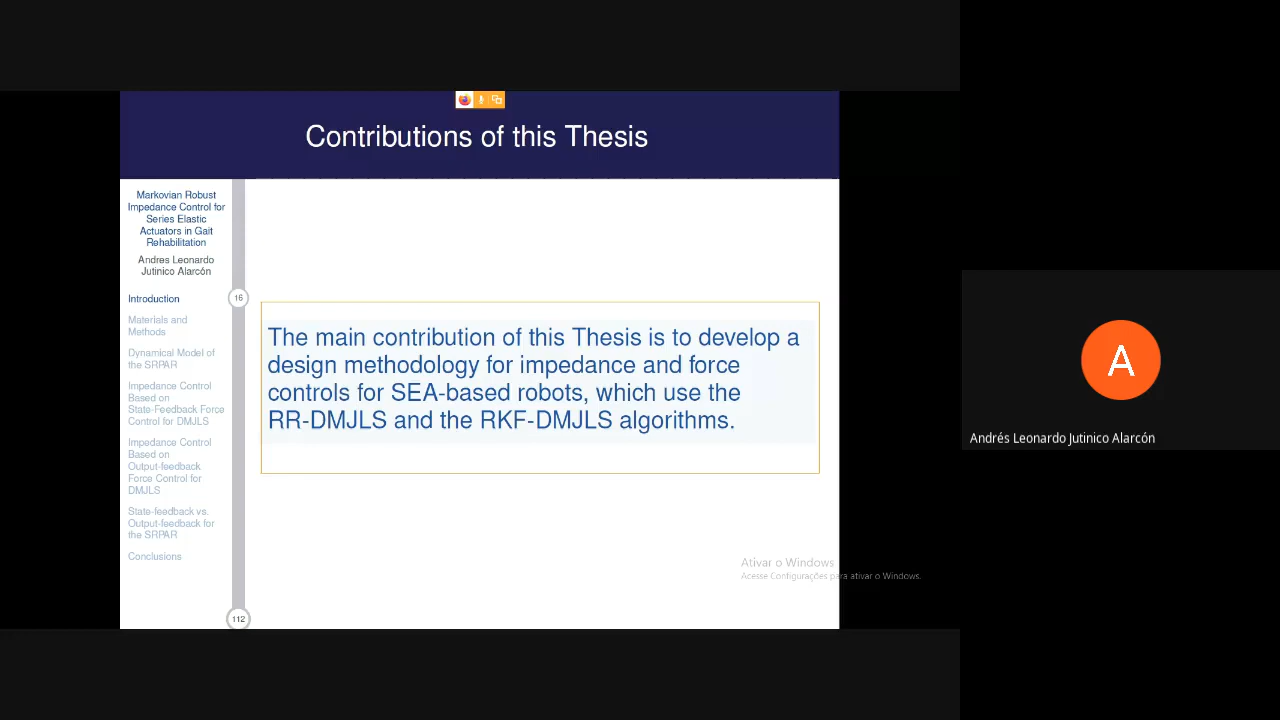 Contributions of this Thesis
Markovian Robust
Impedance Control for
Series Elastic
Actuators in Gait
Rehabilitation
Andres Leonardo
Jutinico Alarcón
Introduction
16
Materials and
Methods
Dynamical Model of
the SRPAR
Impedance Control
Based on
State-Feedback Force
Control for DMJLS
Impedance Control
Based on
Output-feedback
Force Control for
DMJLS
State-feedback vs.
Output-feedback for
the SRPAR
Conclusions
112
The main contribution of this Thesis is to develop a
design methodology for impedance and force
controls for SEA-based robots, which use the
RR-DMJLS and the RKF-DMJLS algorithms.
Ativar o Windows
Acesse Configurações para ativar o Windows.
A
Andrés Leonardo Jutinico Alarcón